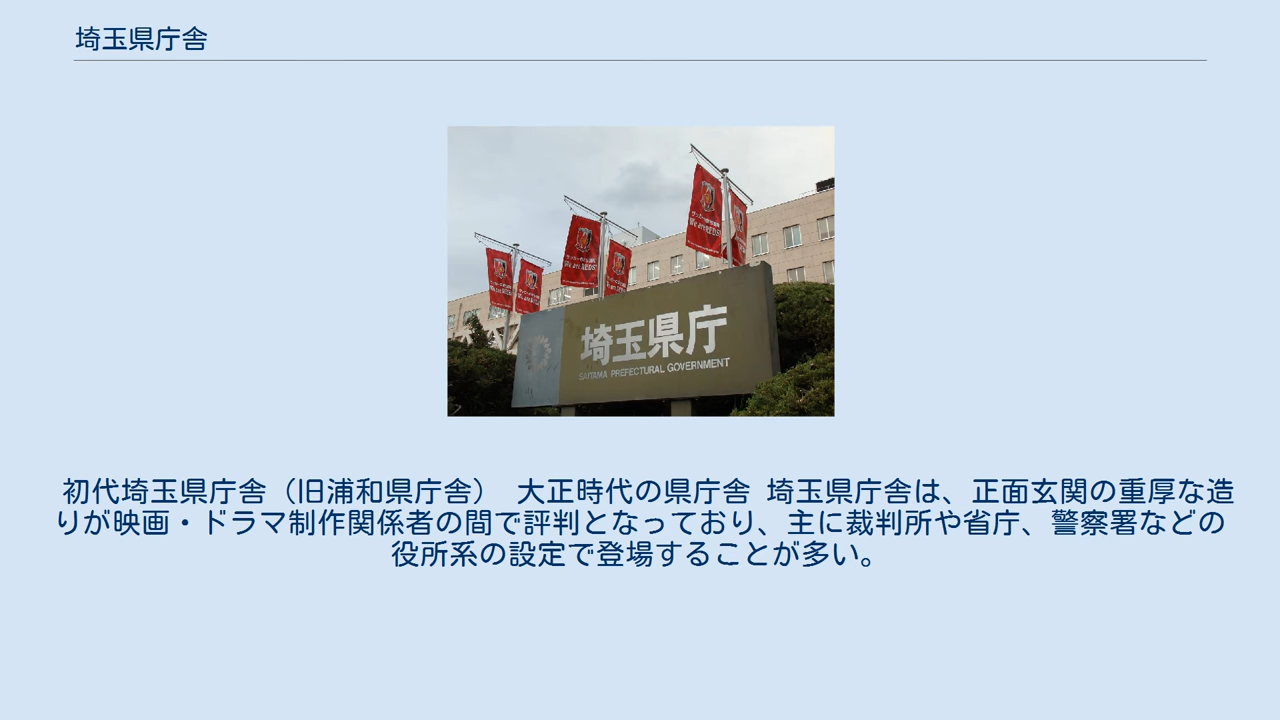 埼玉県庁舎
We are REDS!
埼玉県庁
SAITAMA PREFECTURAL GOVERNMENT
初代埼玉県庁舎（旧浦和県庁舎） 大正時代の県庁舎 埼玉県庁舎は、正面玄関の重厚な造
りが映画・ドラマ制作関係者の間で評判となっており、主に裁判所や省庁、警察署などの
役所系の設定で登場することが多い。